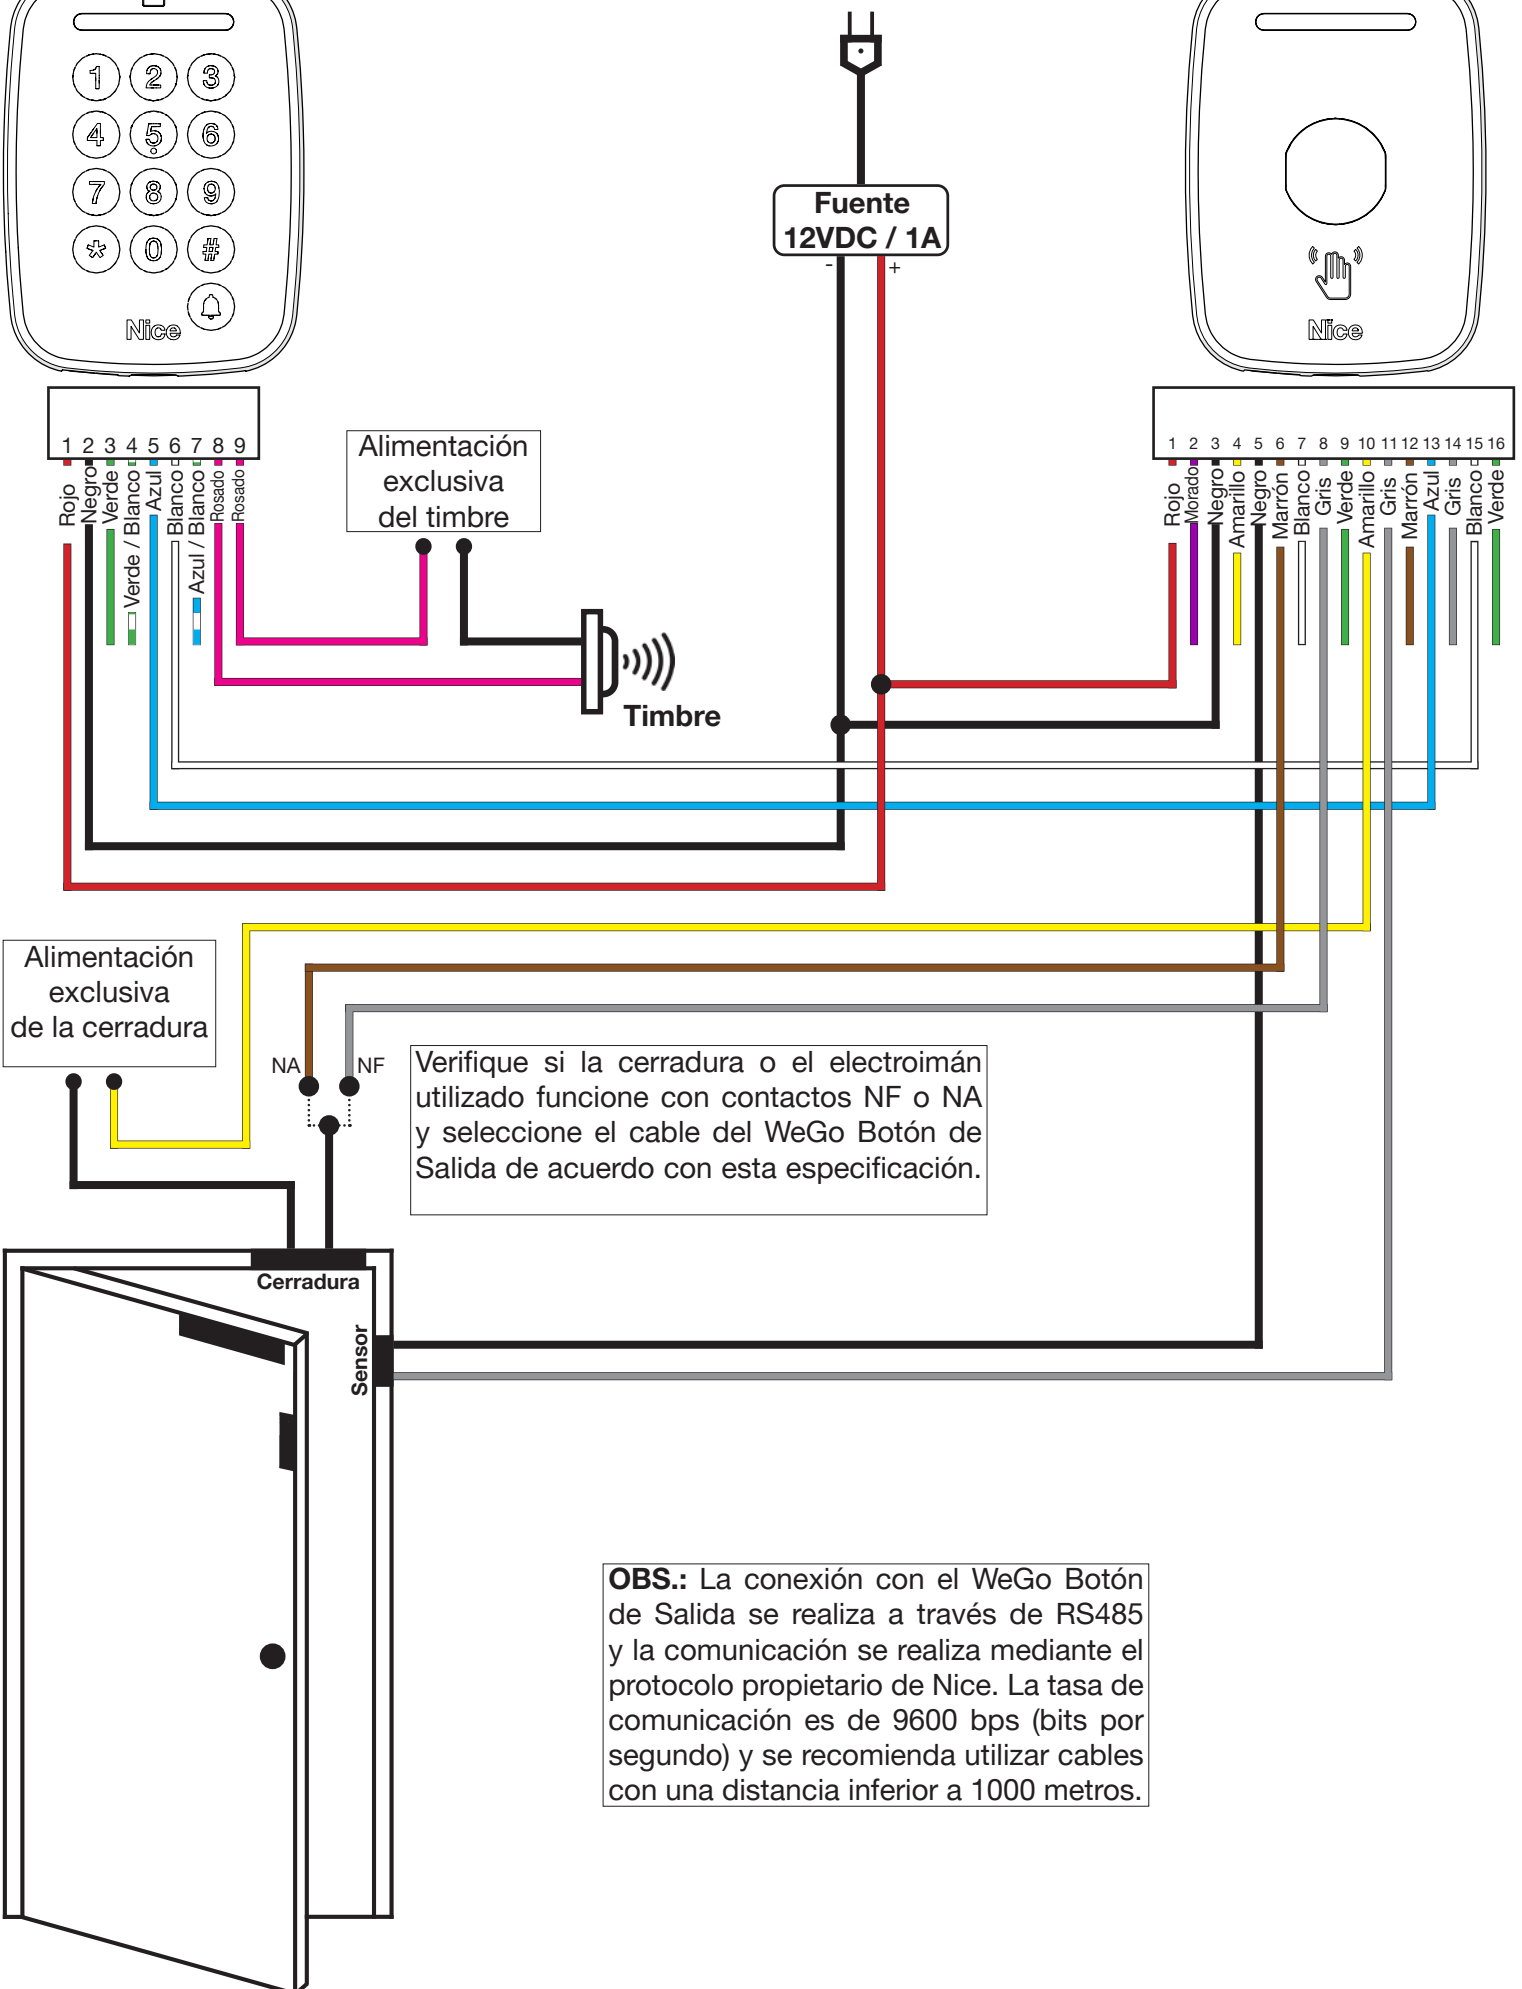 1 2 3
4 5 6
7 8 9
* 0 #
Nice
Fuente
12VDC / 1A
- +
Nice
1 2 3 4 5 6 7 8 9
Rojo
Negro
Verde
Verde / Blanco
Azul
Blanco
Azul / Blanco
Rosado
Rosado
Alimentación
exclusiva
del timbre
Timbre
1 2 3 4 5 6 7 8 9 10 11 12 13 14 15 16
Rojo
Morado
Negro
Amarillo
Negro
Marrón
Blanco
Gris
Verde
Amarillo
Gris
Marrón
Azul
Gris
Blanco
Verde
Alimentación
exclusiva
de la cerradura
NA
NF
Verifique si la cerradura o el electroimán
utilizado funcione con contactos NF o NA
y seleccione el cable del WeGo Botón de
Salida de acuerdo con esta especificación.
Cerradura
Sensor
OBS.: La conexión con el WeGo Botón
de Salida se realiza a través de RS485
y la comunicación se realiza mediante el
protocolo propietario de Nice. La tasa de
comunicación es de 9600 bps (bits por
segundo) y se recomienda utilizar cables
con una distancia inferior a 1000 metros.